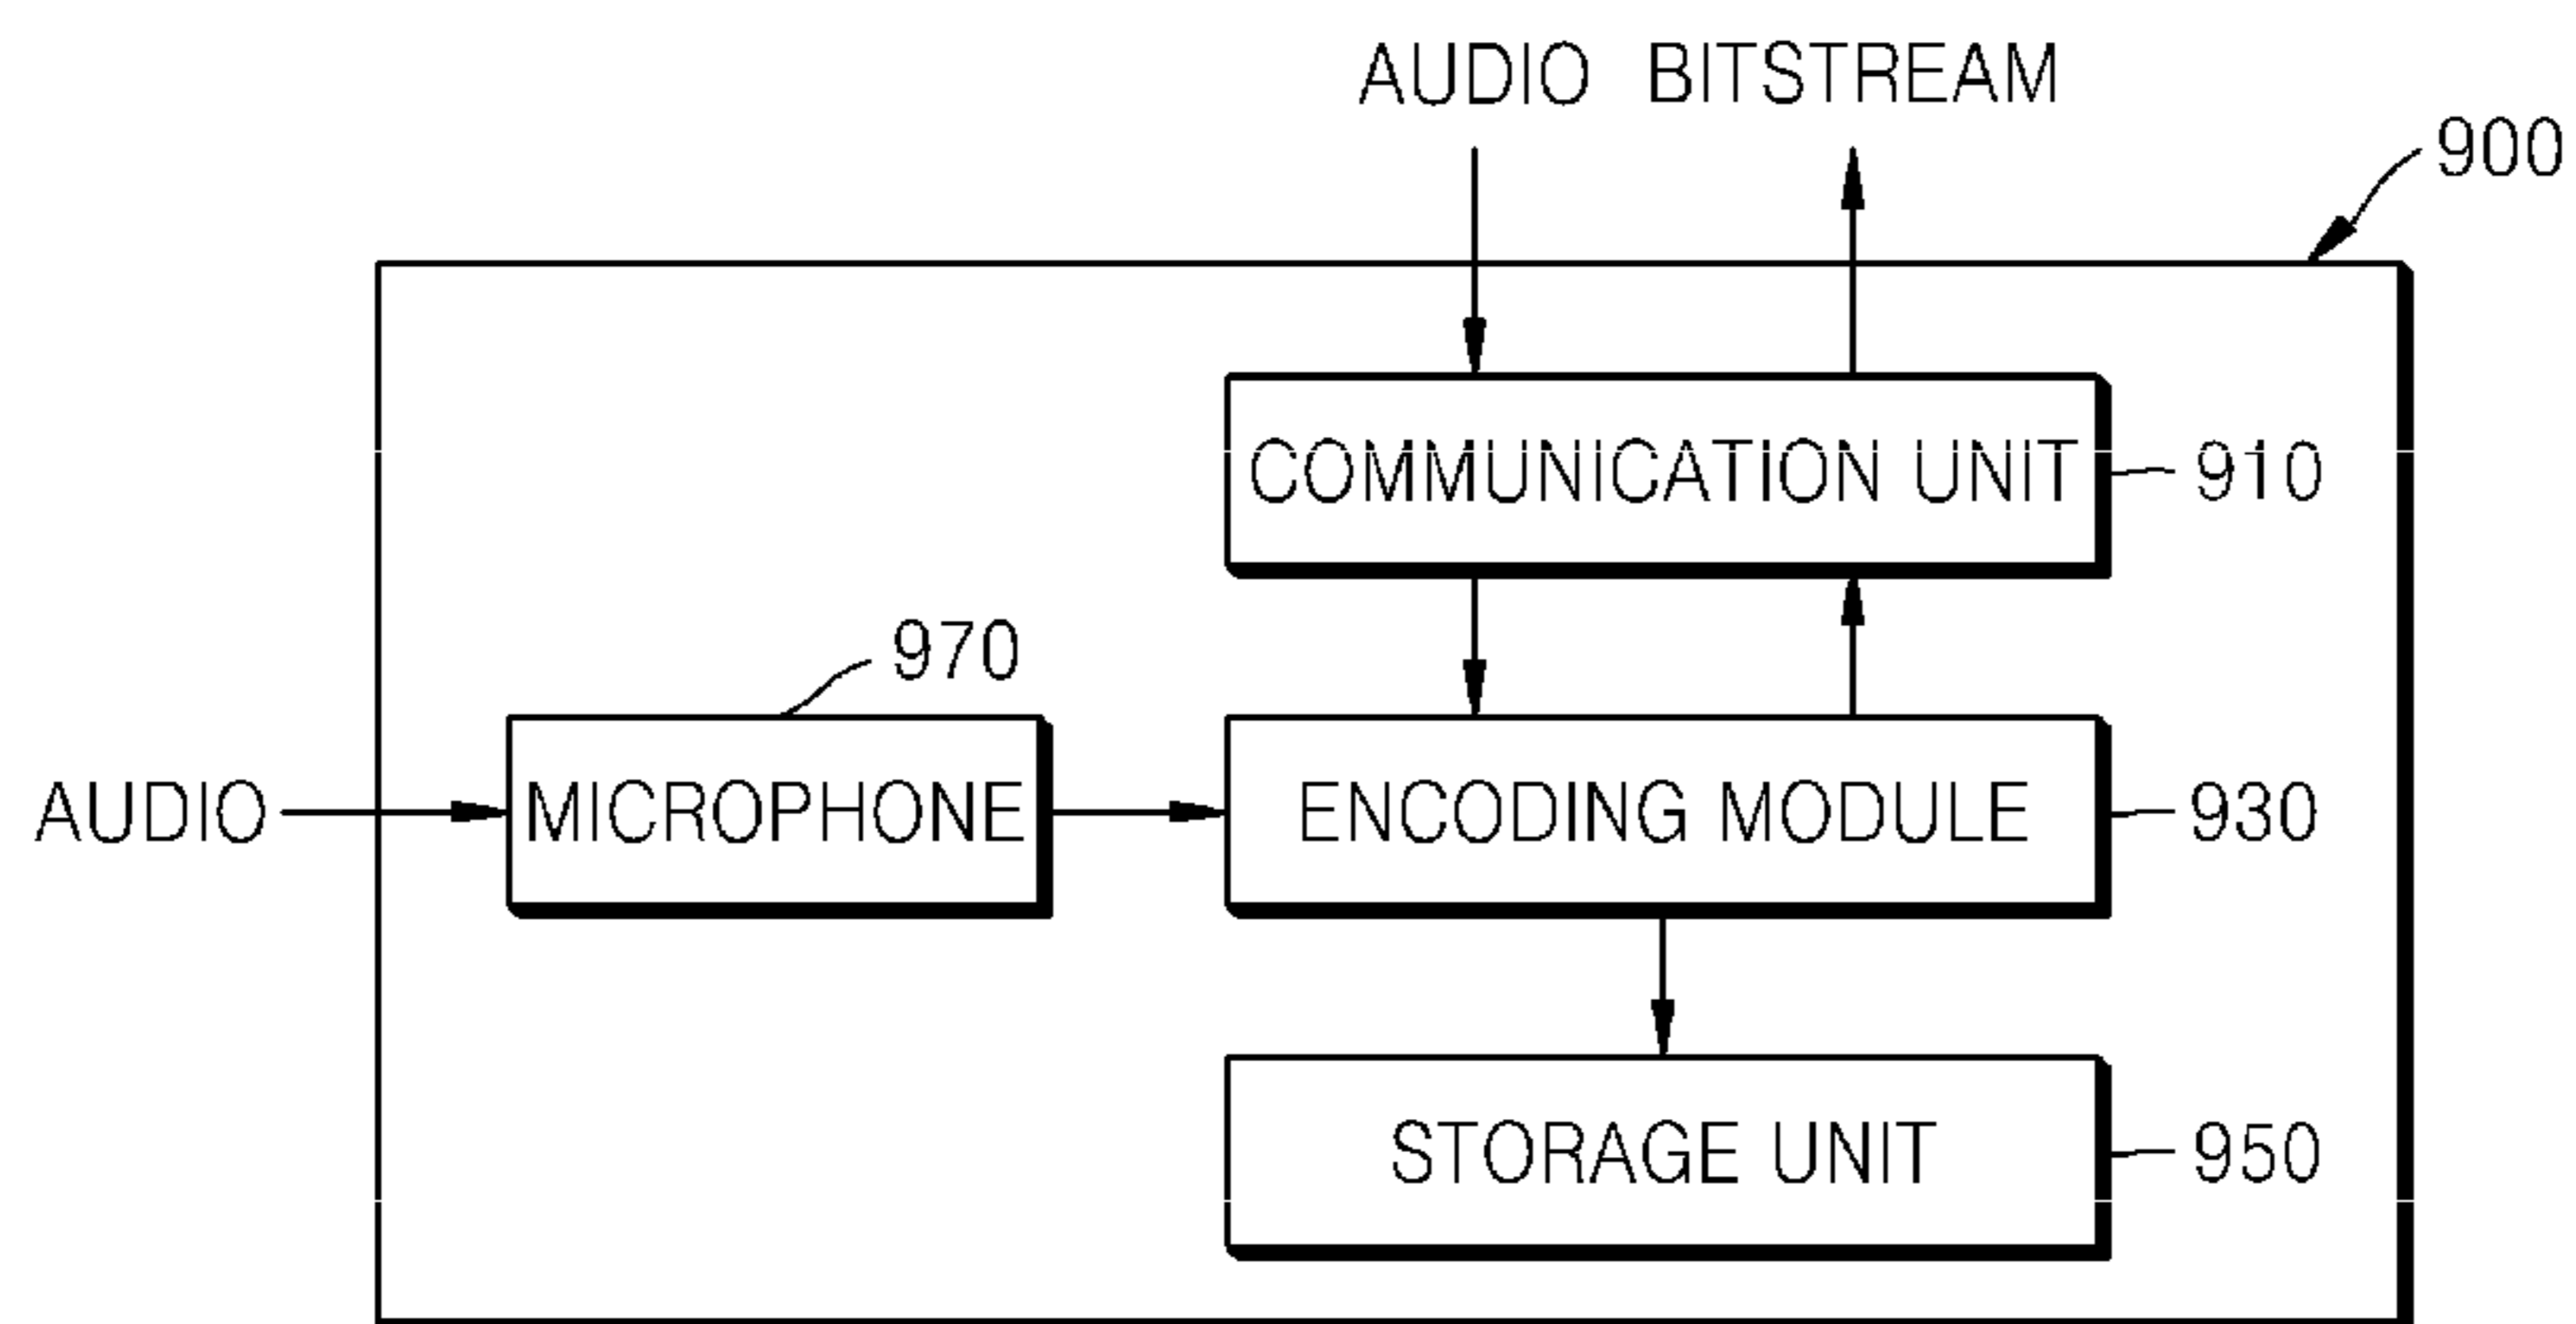 AUDIO BITSTREAM
900
COMMUNICATION UNIT
910
970
AUDIO
MICROPHONE
ENCODING MODULE
930
STORAGE UNIT
950